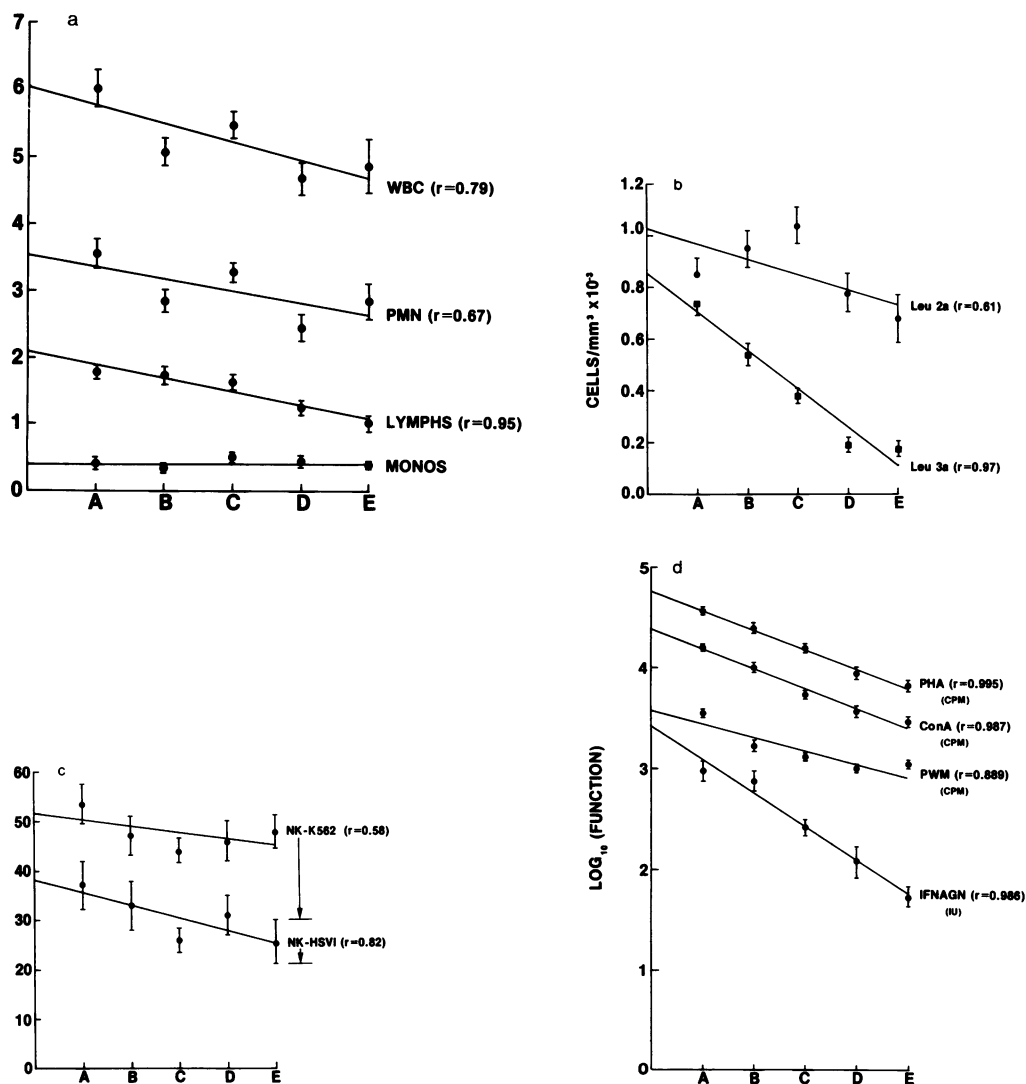 a
7
6
5
4
3
2
1
0
WBC (r=0.79)
PMN (r=0.67)
LYMPHS (r=0.95)
MONOS
A B C D E
b
CELLS/mm³ x10⁻³
1.2
1.0
0.8
0.6
0.4
0.2
0.0
Leu 2a (r=0.61)
Leu 3a (r=0.97)
A B C D E
c
60
50
40
30
20
10
0
NK-K562 (r=0.58)
NK-HSVI (r=0.82)
A B C D E
d
LOG₁₀ (FUNCTION)
5
4
3
2
1
0
PHA (r=0.995)
(CPM)
ConA (r=0.987)
(CPM)
PWM (r=0.889)
(CPM)
IFNAGN (r=0.986)
(IU)
A B C D E